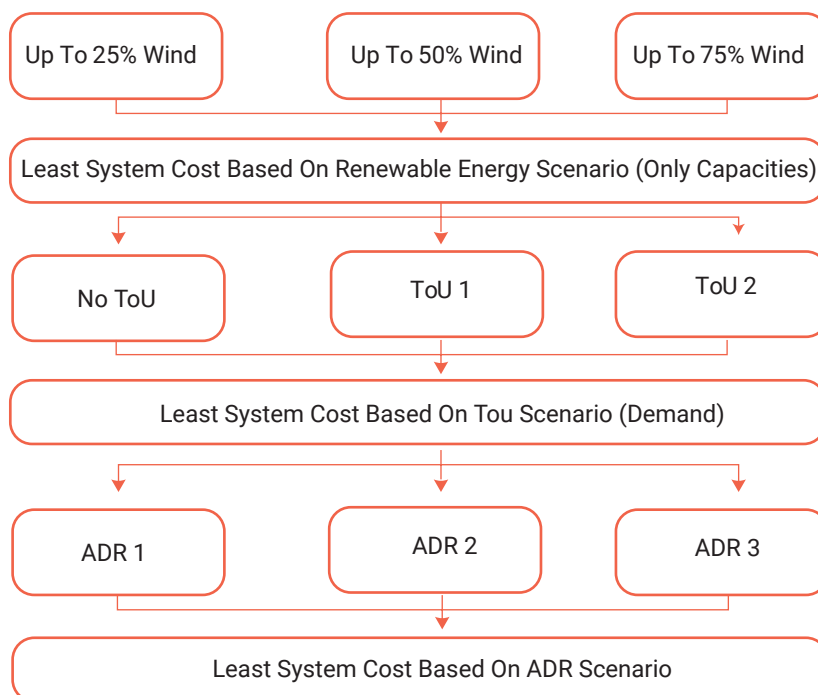 Up To 25% Wind
Up To 50% Wind
Up To 75% Wind
Least System Cost Based On Renewable Energy Scenario (Only Capacities)
No ToU
ToU 1
ToU 2
Least System Cost Based On Tou Scenario (Demand)
ADR 1
ADR 2
ADR 3
Least System Cost Based On ADR Scenario